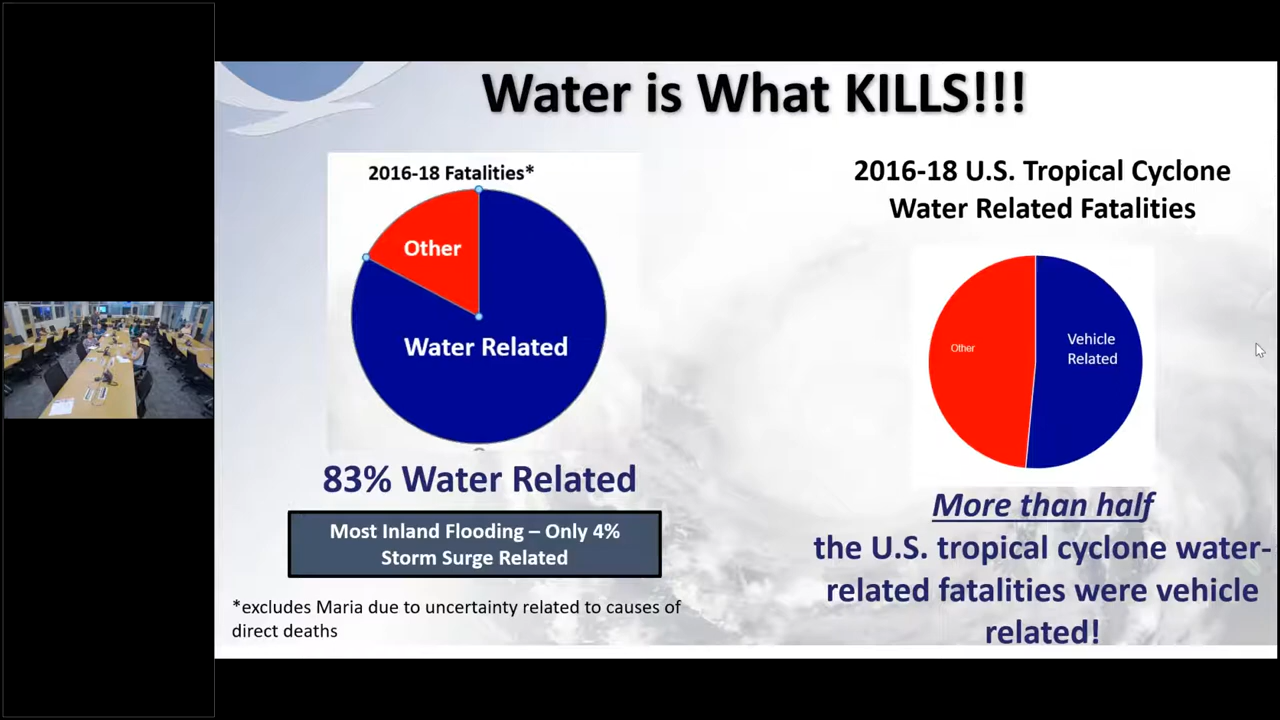 Water is What KILLS!!!
2016-18 Fatalities*
Other
Water Related
83% Water Related
Most Inland Flooding – Only 4%
Storm Surge Related
*excludes Maria due to uncertainty related to causes of
direct deaths
2016-18 U.S. Tropical Cyclone
Water Related Fatalities
Other
Vehicle
Related
More than half
the U.S. tropical cyclone water-
related fatalities were vehicle
related!